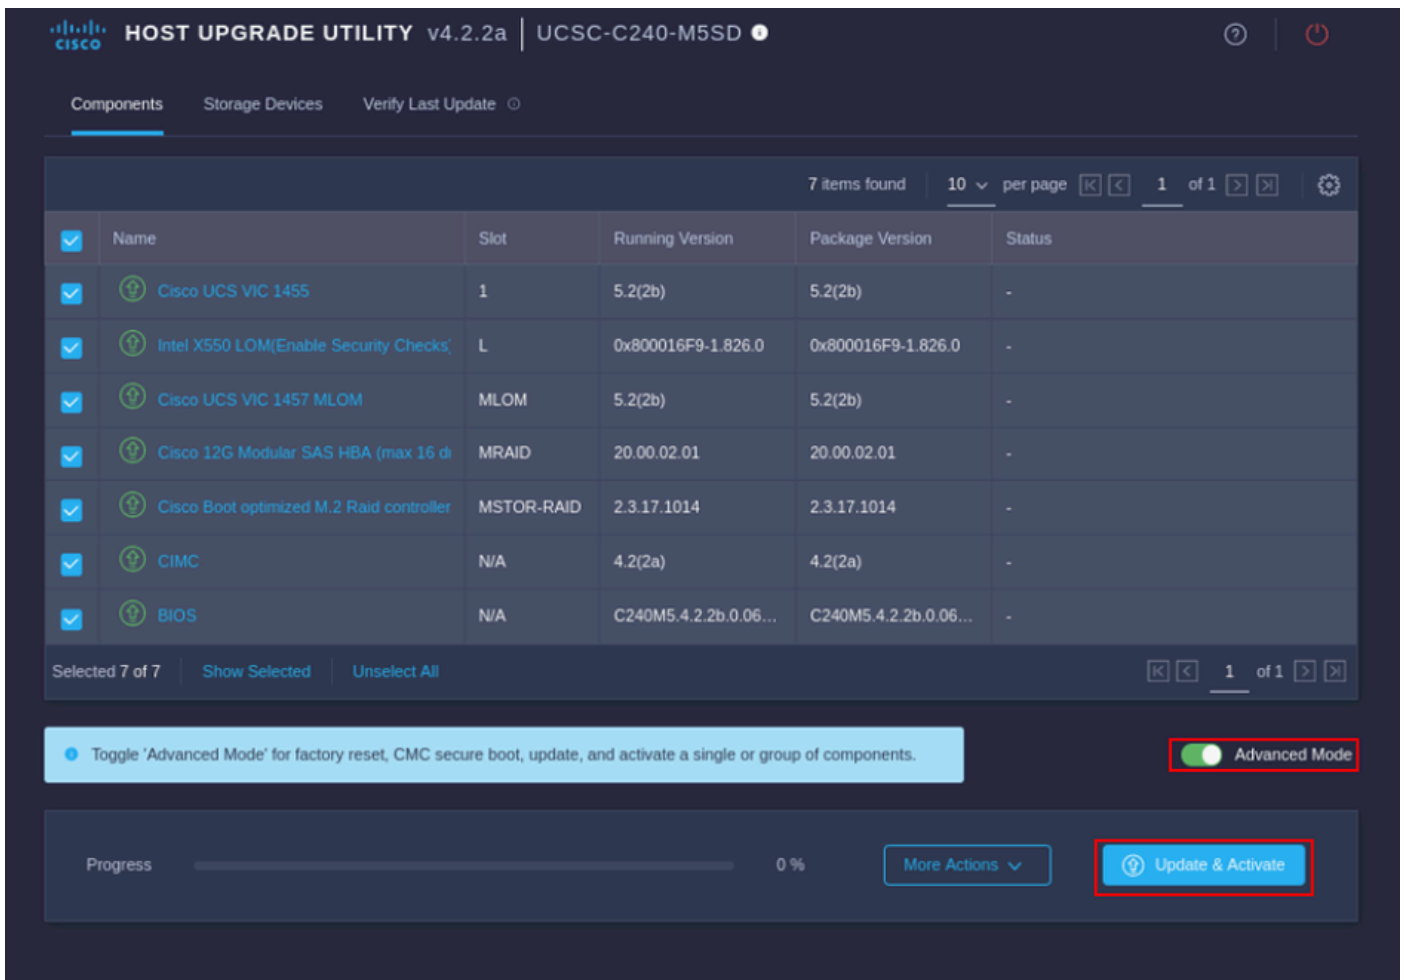 CISCO HOST UPGRADE UTILITY v4.2.2a | UCSC-C240-M5SD
Components Storage Devices Verify Last Update
7 items found 10 per page 1 of 1
Name Slot Running Version Package Version Status
Cisco UCS VIC 1455 1 5.2(2b) 5.2(2b) -
Intel X550 LOM(Enable Security Checks) L 0x800016F9-1.826.0 0x800016F9-1.826.0 -
Cisco UCS VIC 1457 MLOM MLOM 5.2(2b) 5.2(2b) -
Cisco 12G Modular SAS HBA (max 16 MRAID 20.00.02.01 20.00.02.01 -
Cisco Boot optimized M.2 Raid controller MSTOR-RAID 2.3.17.1014 2.3.17.1014 -
CIMC N/A 4.2(2a) 4.2(2a) -
BIOS N/A C240M5.4.2.2b.0.06... C240M5.4.2.2b.0.06... -
Selected 7 of 7 Show Selected Unselect All 1 of 1
Toggle 'Advanced Mode' for factory reset, CMC secure boot, update, and activate a single or group of components.
Advanced Mode
Progress 0 % More Actions Update & Activate